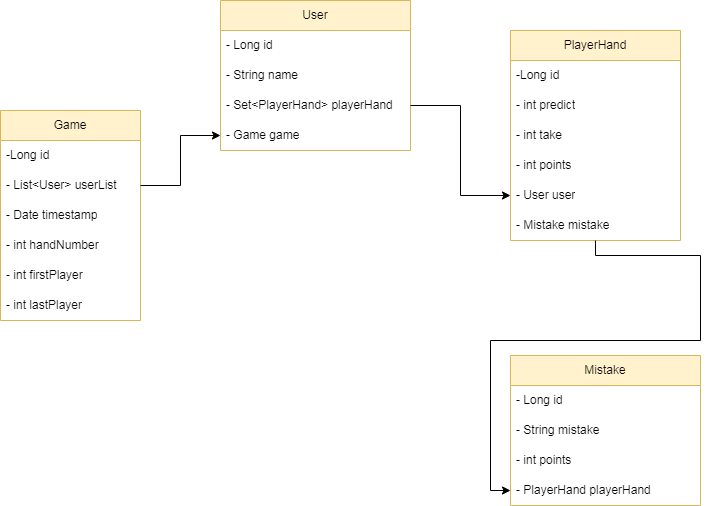 User
- Long id
- String name
- Set<PlayerHand> playerHand
- Game game
PlayerHand
-Long id
- int predict
- int take
- int points
- User user
- Mistake mistake
Game
-Long id
- List<User> userList
- Date timestamp
- int handNumber
- int firstPlayer
- int lastPlayer
Mistake
- Long id
- String mistake
- int points
- PlayerHand playerHand